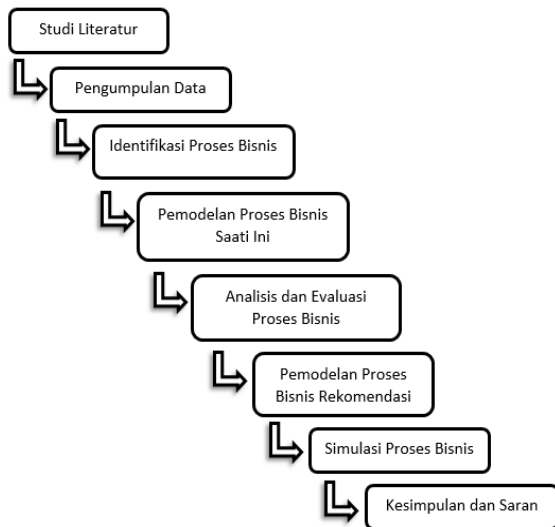 Studi Literatur
Pengumpulan Data
Identifikasi Proses Bisnis
Pemodelan Proses Bisnis
Saati Ini
Analisis dan Evaluasi
Proses Bisnis
Pemodelan Proses
Bisnis Rekomendasi
Simulasi Proses Bisnis
Kesimpulan dan Saran